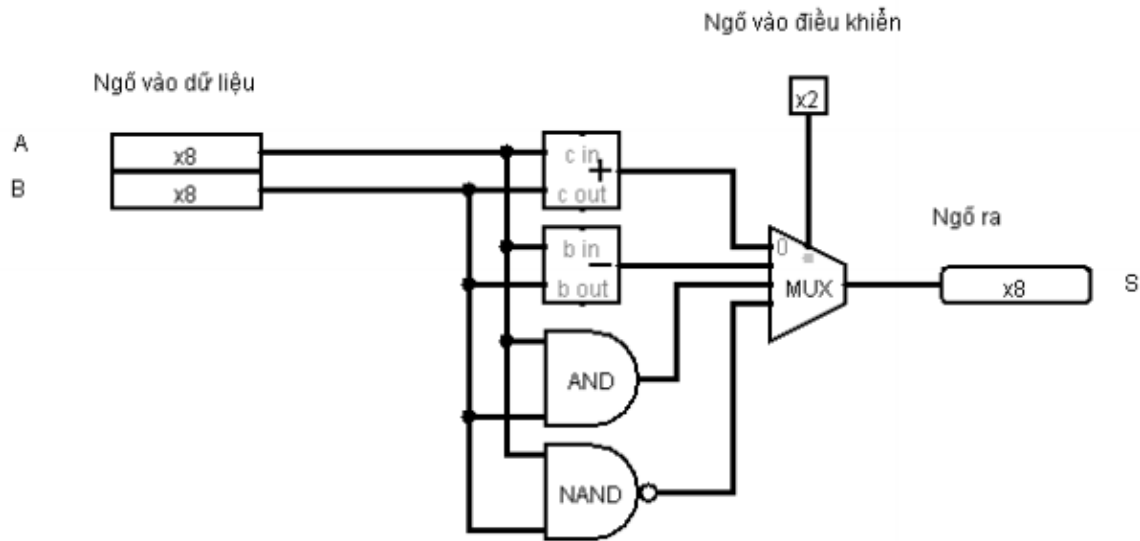 Ngõ vào điều khiển
Ngõ vào dữ liệu
x2
A
x8
c in
+
B
x8
c out
Ngõ ra
b in
−
0
b out
MUX
x8
S
AND
NAND